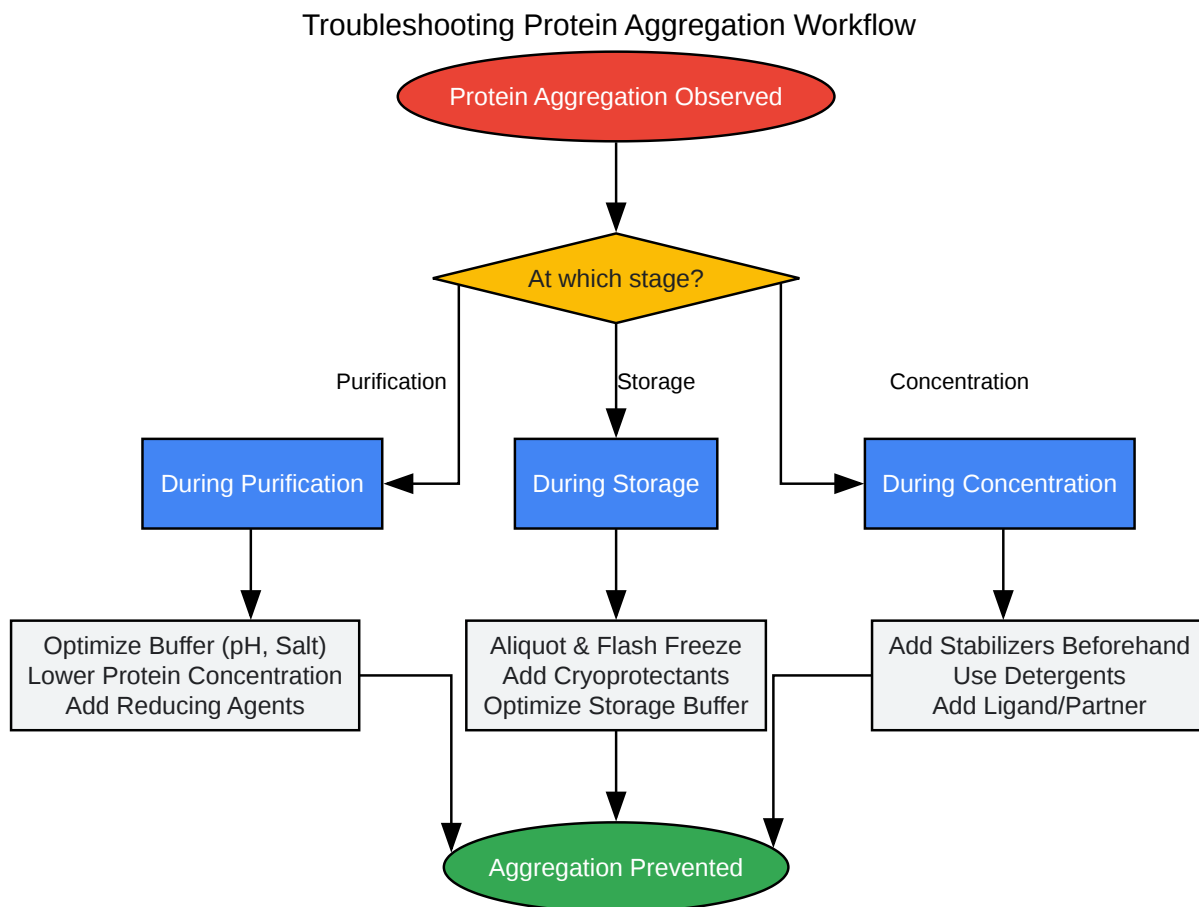 Troubleshooting Protein Aggregation Workflow
Protein Aggregation Observed
At which stage?
Purification
Storage
Concentration
During Purification
During Storage
During Concentration
Optimize Buffer (pH, Salt)
Lower Protein Concentration
Add Reducing Agents
Aliquot & Flash Freeze
Add Cryoprotectants
Optimize Storage Buffer
Add Stabilizers Beforehand
Use Detergents
Add Ligand/Partner
Aggregation Prevented